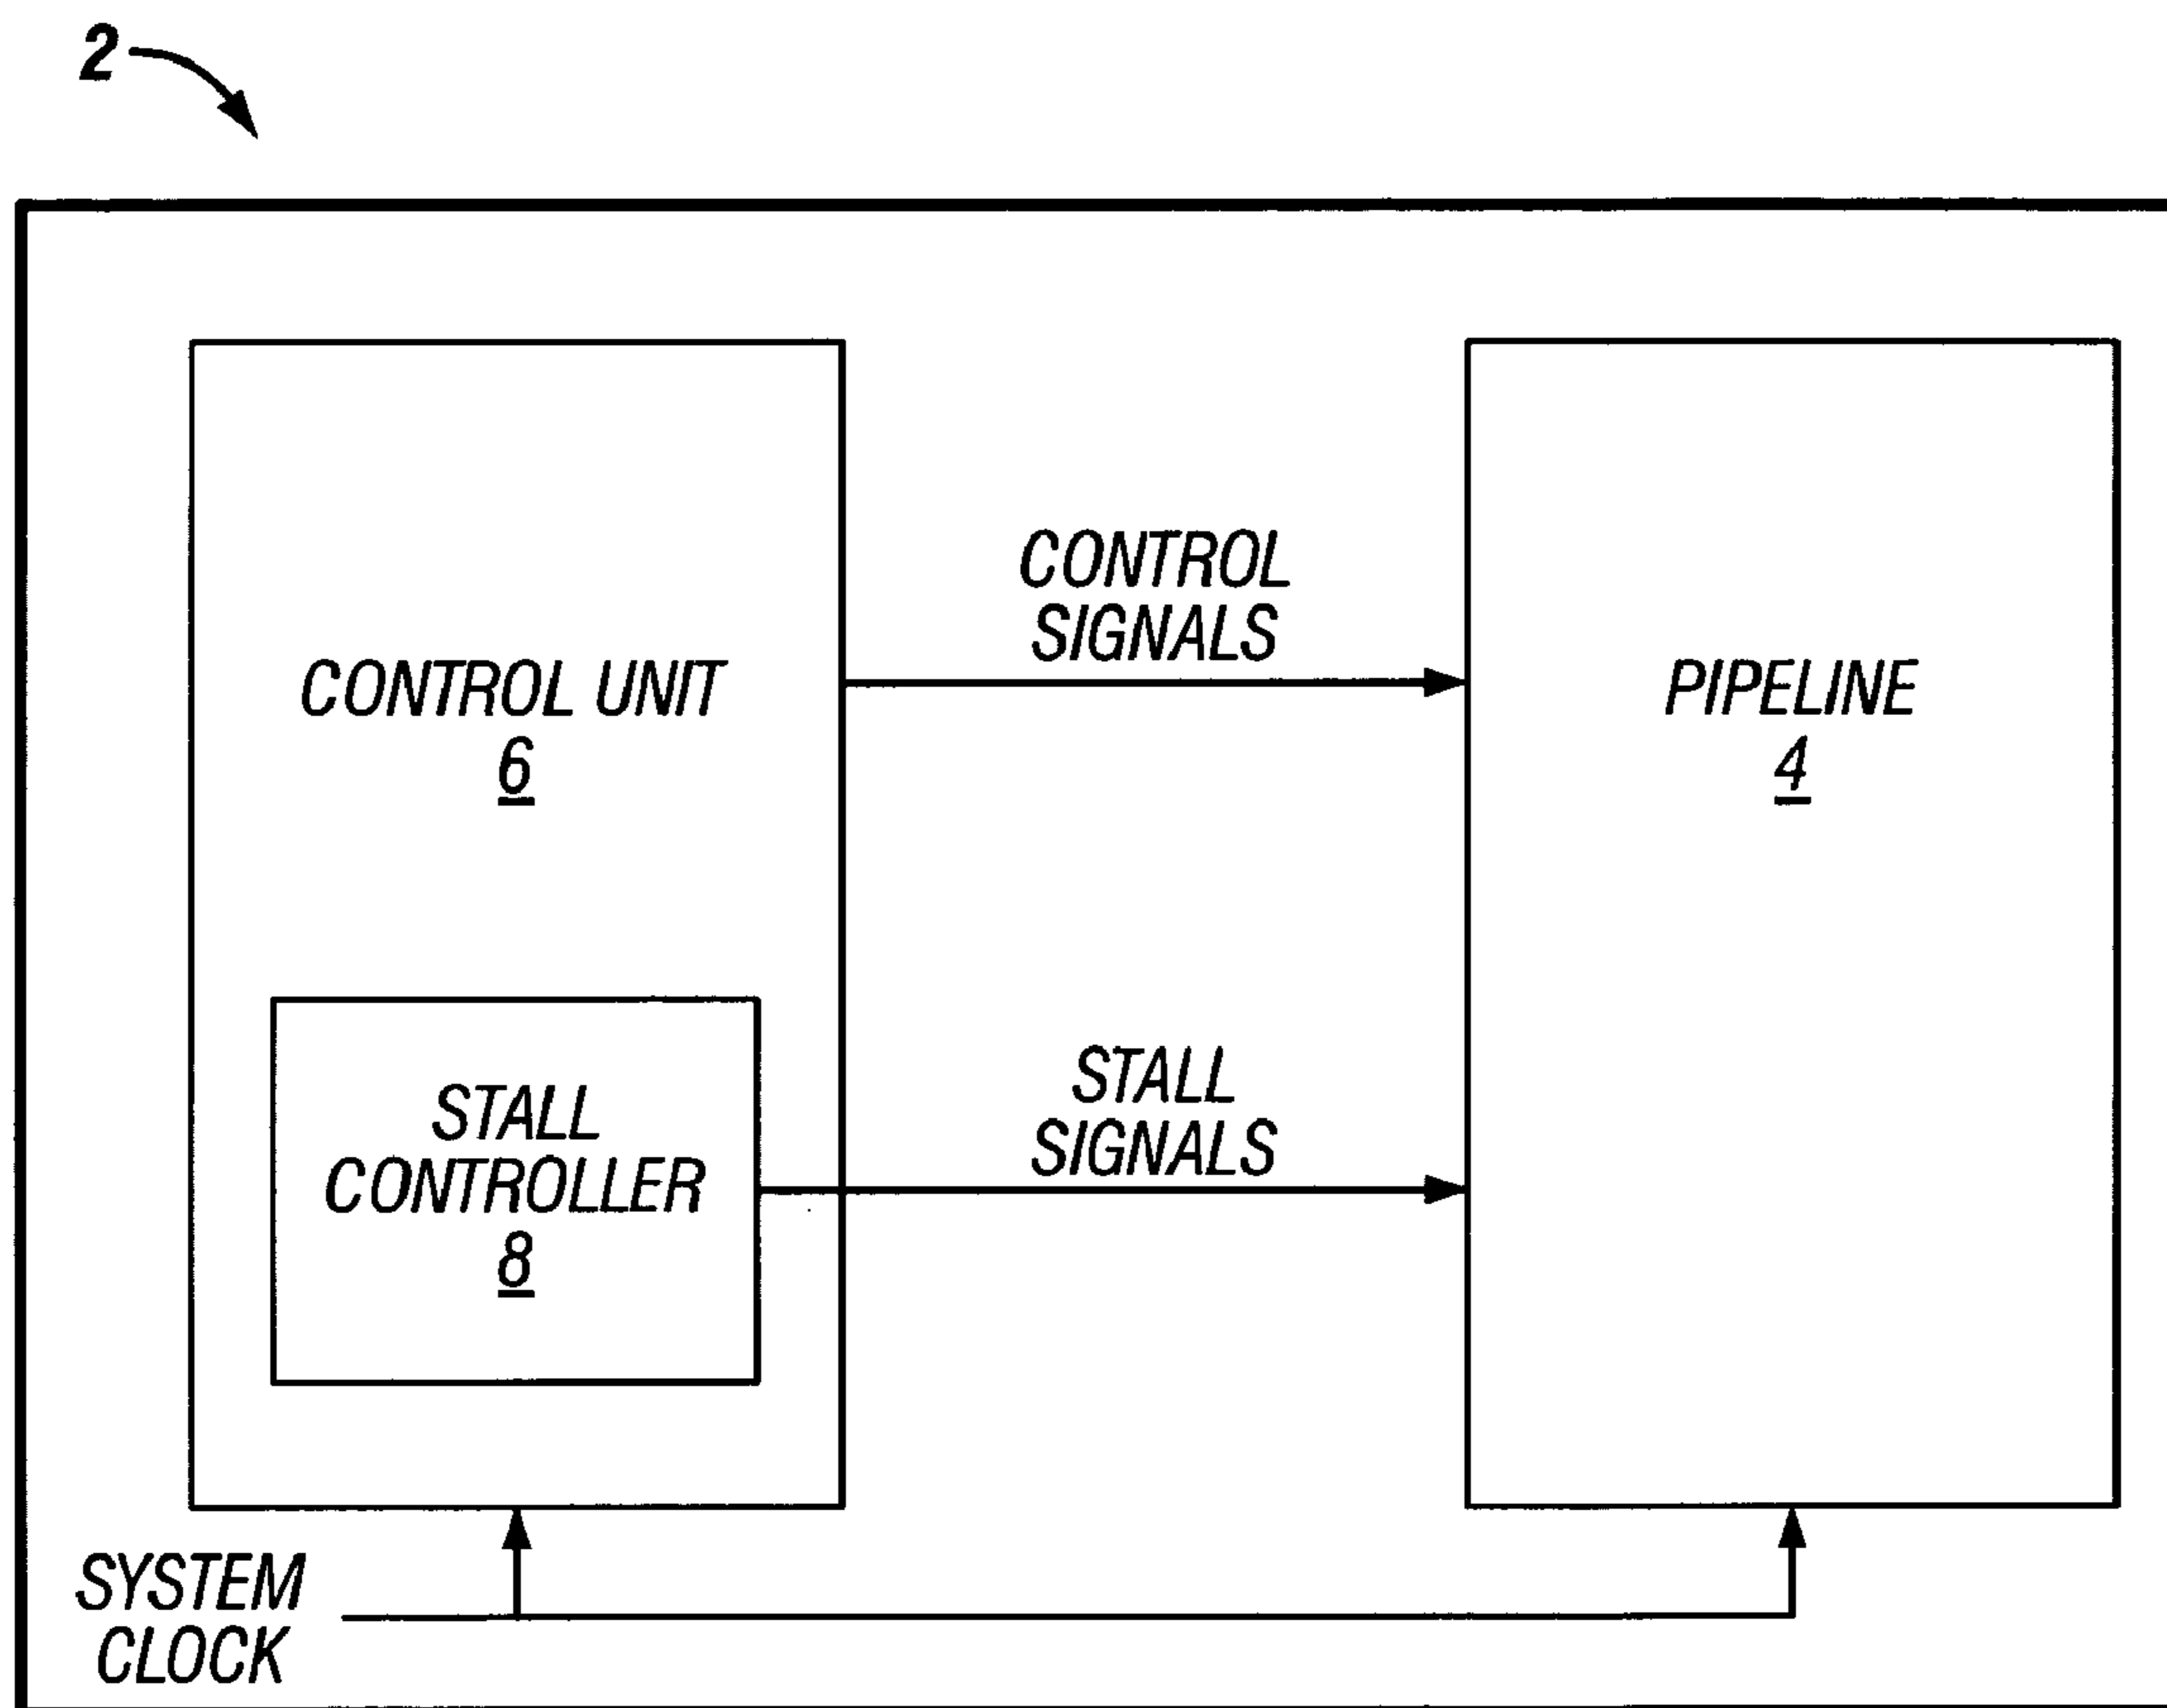 2
CONTROL
SIGNALS
CONTROL UNIT
6
PIPELINE
4
STALL
SIGNALS
STALL
CONTROLLER
8
SYSTEM
CLOCK